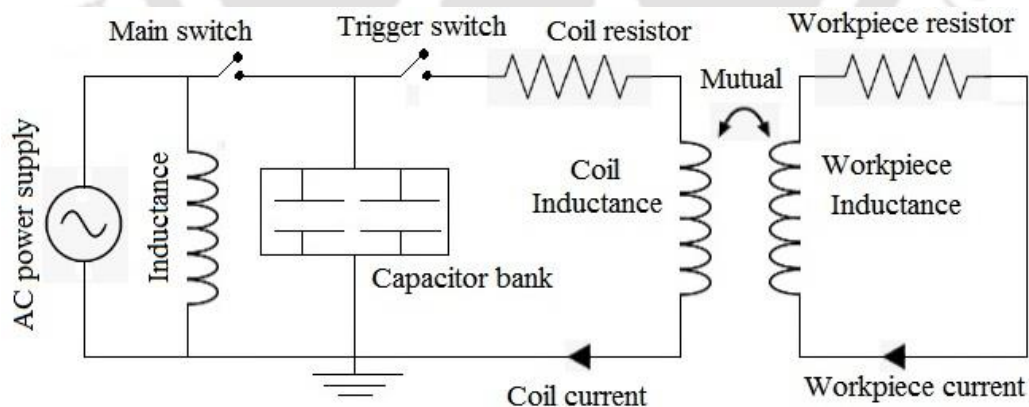 Main switch
Trigger switch
Coil resistor
Workpiece resistor
Mutual
AC power supply
Inductance
Coil
Inductance
Workpiece
Inductance
Capacitor bank
Coil current
Workpiece current